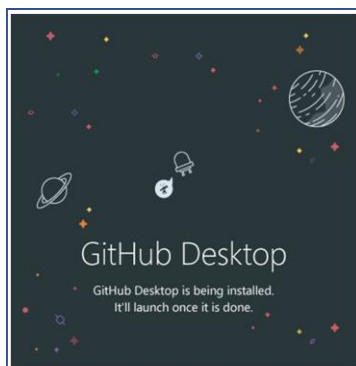 GitHub Desktop
GitHub Desktop is being installed.
It'll launch once it is done.